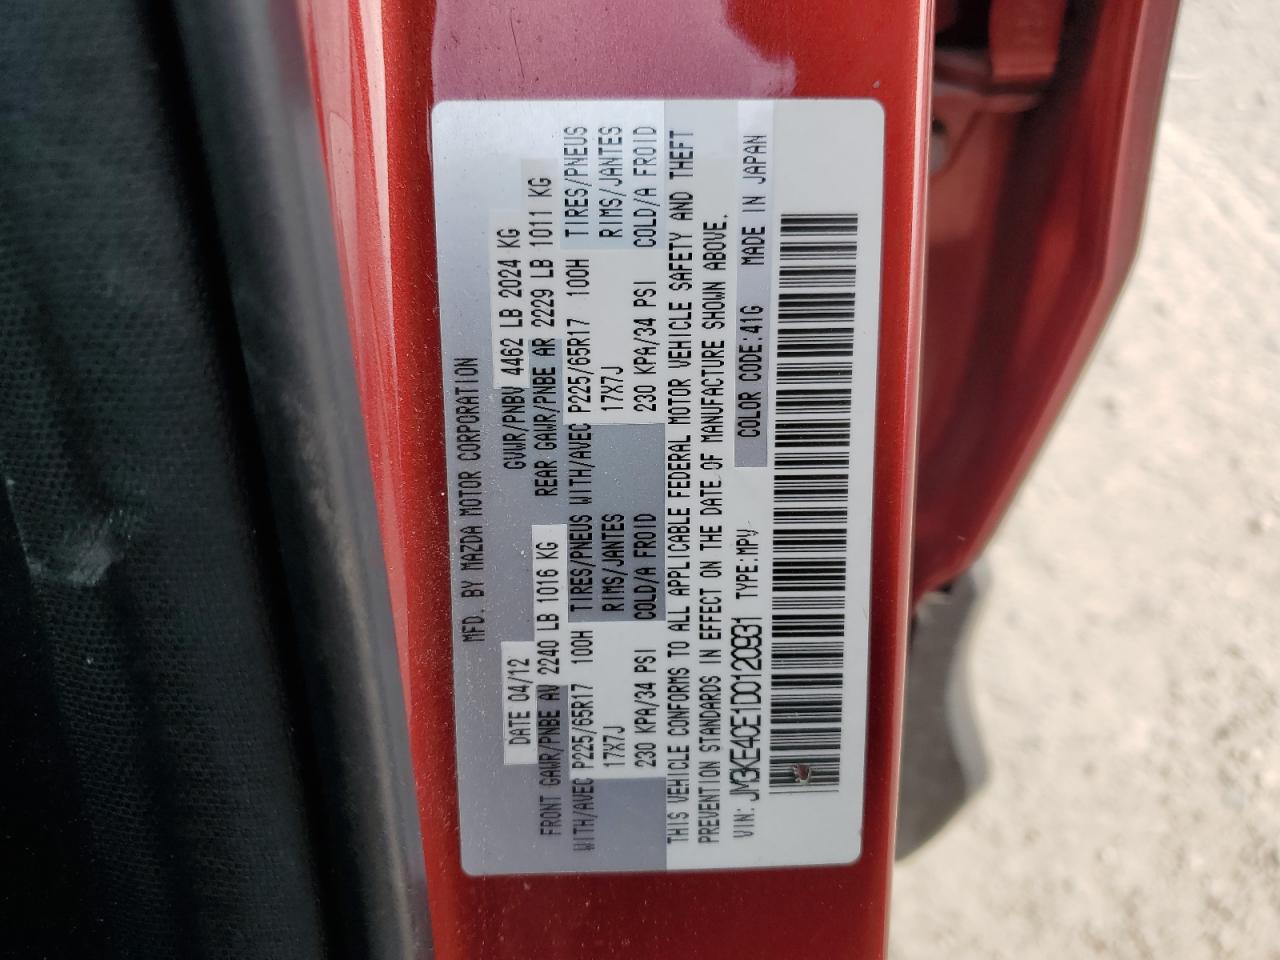 MFD. BY MAZDA MOTOR CORPORATION
DATE 04/12 GVWR/PNBV 4462 LB 2024 KG
FRONT GAWR/PNBE AV 2240 LB 1016 KG REAR GAWR/PNBE AR 2229 LB 1011 KG
WITH/AVEC P225/65R17 100H TIRES/PNEUS WITH/AVEC P225/65R17 100H TIRES/PNEUS
17X7J RIMS/JANTES 17X7J RIMS/JANTES
230 KPA/34 PSI COLD/A FROID 230 KPA/34 PSI COLD/A FROID
THIS VEHICLE CONFORMS TO ALL APPLICABLE FEDERAL MOTOR VEHICLE SAFETY AND THEFT
PREVENTION STANDARDS IN EFFECT ON THE DATE OF MANUFACTURE SHOWN ABOVE.
VIN: JM3KE4CE1D0120931 TYPE:MPV COLOR CODE:41G MADE IN JAPAN